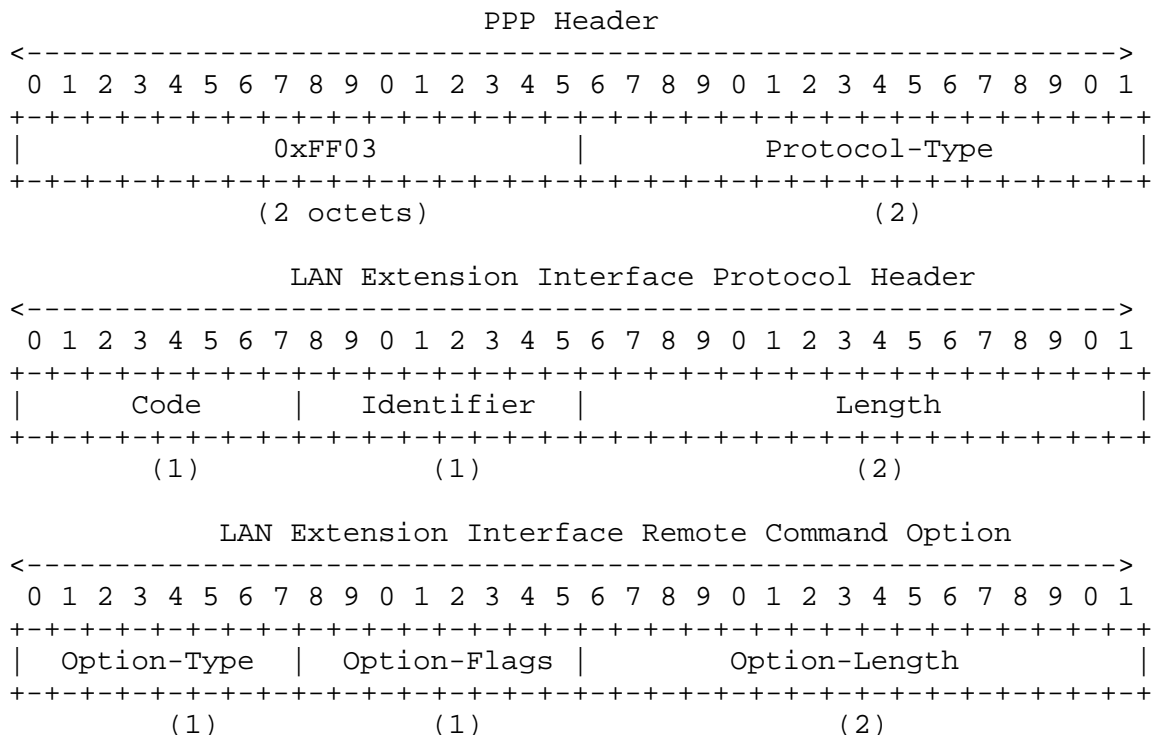 PPP Header
<-------------------------------------------------------------->
 0 1 2 3 4 5 6 7 8 9 0 1 2 3 4 5 6 7 8 9 0 1 2 3 4 5 6 7 8 9 0 1
+-+-+-+-+-+-+-+-+-+-+-+-+-+-+-+-+-+-+-+-+-+-+-+-+-+-+-+-+-+-+-+-+
|              0xFF03           |          Protocol-Type        |
+-+-+-+-+-+-+-+-+-+-+-+-+-+-+-+-+-+-+-+-+-+-+-+-+-+-+-+-+-+-+-+-+
              (2 octets)                         (2)
                LAN Extension Interface Protocol Header
<-------------------------------------------------------------->
 0 1 2 3 4 5 6 7 8 9 0 1 2 3 4 5 6 7 8 9 0 1 2 3 4 5 6 7 8 9 0 1
+-+-+-+-+-+-+-+-+-+-+-+-+-+-+-+-+-+-+-+-+-+-+-+-+-+-+-+-+-+-+-+-+
|      Code     |   Identifier  |              Length           |
+-+-+-+-+-+-+-+-+-+-+-+-+-+-+-+-+-+-+-+-+-+-+-+-+-+-+-+-+-+-+-+-+
        (1)             (1)                     (2)
            LAN Extension Interface Remote Command Option
<-------------------------------------------------------------->
 0 1 2 3 4 5 6 7 8 9 0 1 2 3 4 5 6 7 8 9 0 1 2 3 4 5 6 7 8 9 0 1
+-+-+-+-+-+-+-+-+-+-+-+-+-+-+-+-+-+-+-+-+-+-+-+-+-+-+-+-+-+-+-+-+
|  Option-Type  |  Option-Flags |        Option-Length          |
+-+-+-+-+-+-+-+-+-+-+-+-+-+-+-+-+-+-+-+-+-+-+-+-+-+-+-+-+-+-+-+-+
         (1)            (1)                    (2)